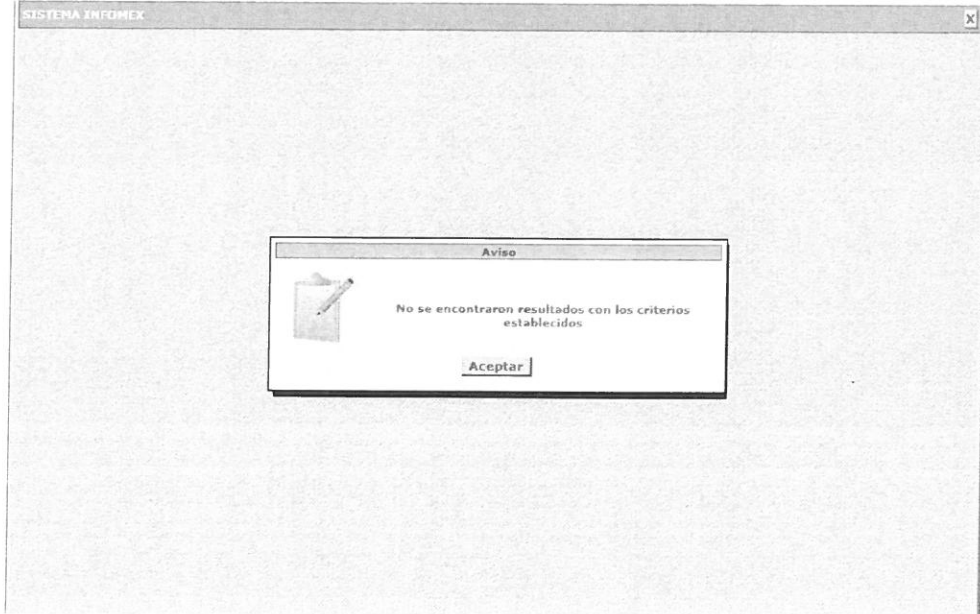 SISTEMA INFOMEX
X
Aviso
No se encontraron resultados con los criterios
establecidos
Aceptar